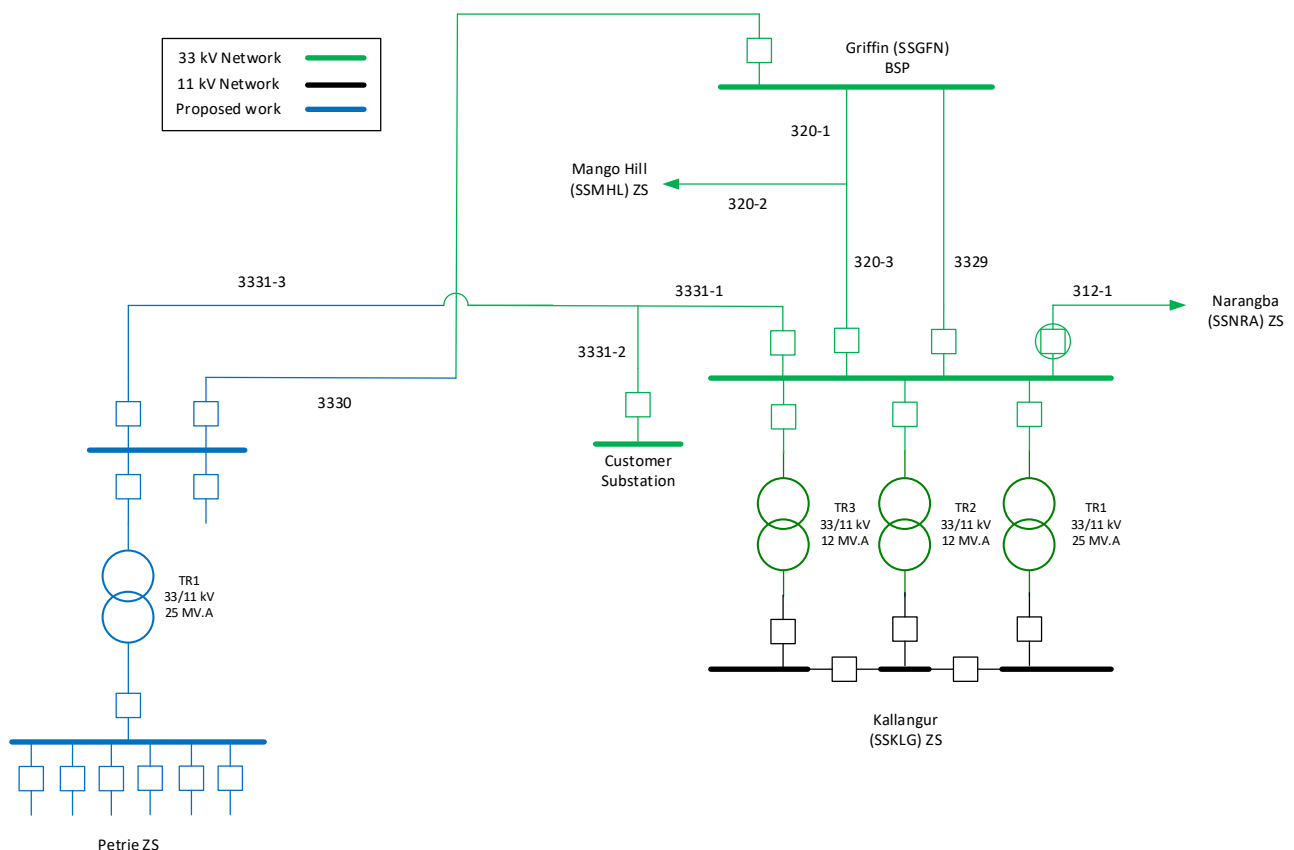 33 kV Network
11 kV Network
Proposed work
Griffin (SSGFN)
BSP
320-1
Mango Hill
(SSMHL) ZS
320-2
320-3
3329
3331-3
3331-1
312-1
Narangba
(SSNRA) ZS
3331-2
3330
Customer
Substation
TR3
33/11 kV
12 MV.A
TR2
33/11 kV
12 MV.A
TR1
33/11 kV
25 MV.A
TR1
33/11 kV
25 MV.A
Kallangur
(SSKLG) ZS
Petrie ZS